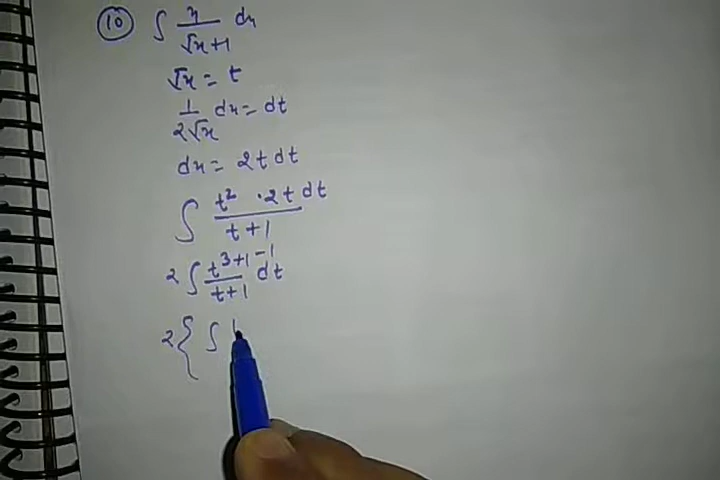 (10) ∫ x/(√x+1) dx
√x = t
1/(2√x) dx = dt
dx = 2t dt
∫ (t² · 2t dt)/(t+1)
2 ∫ (t³+1-1)/(t+1) dt
2 { ∫